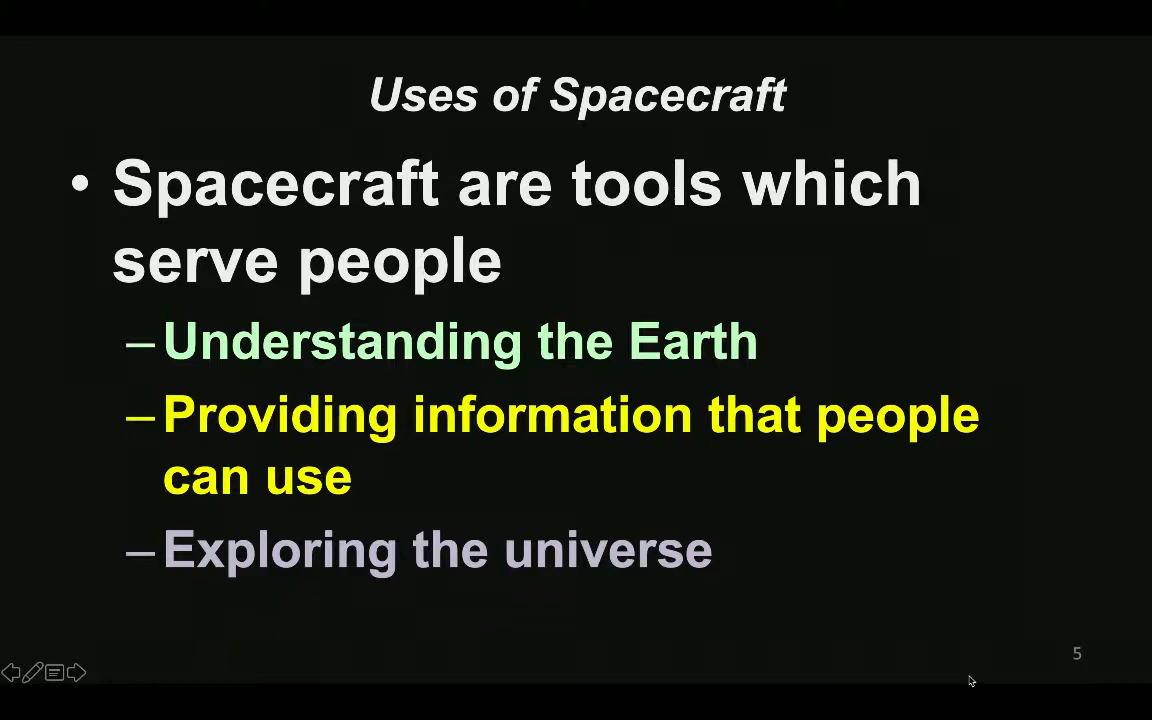 Uses of Spacecraft
• Spacecraft are tools which
serve people
– Understanding the Earth
– Providing information that people
can use
– Exploring the universe
5